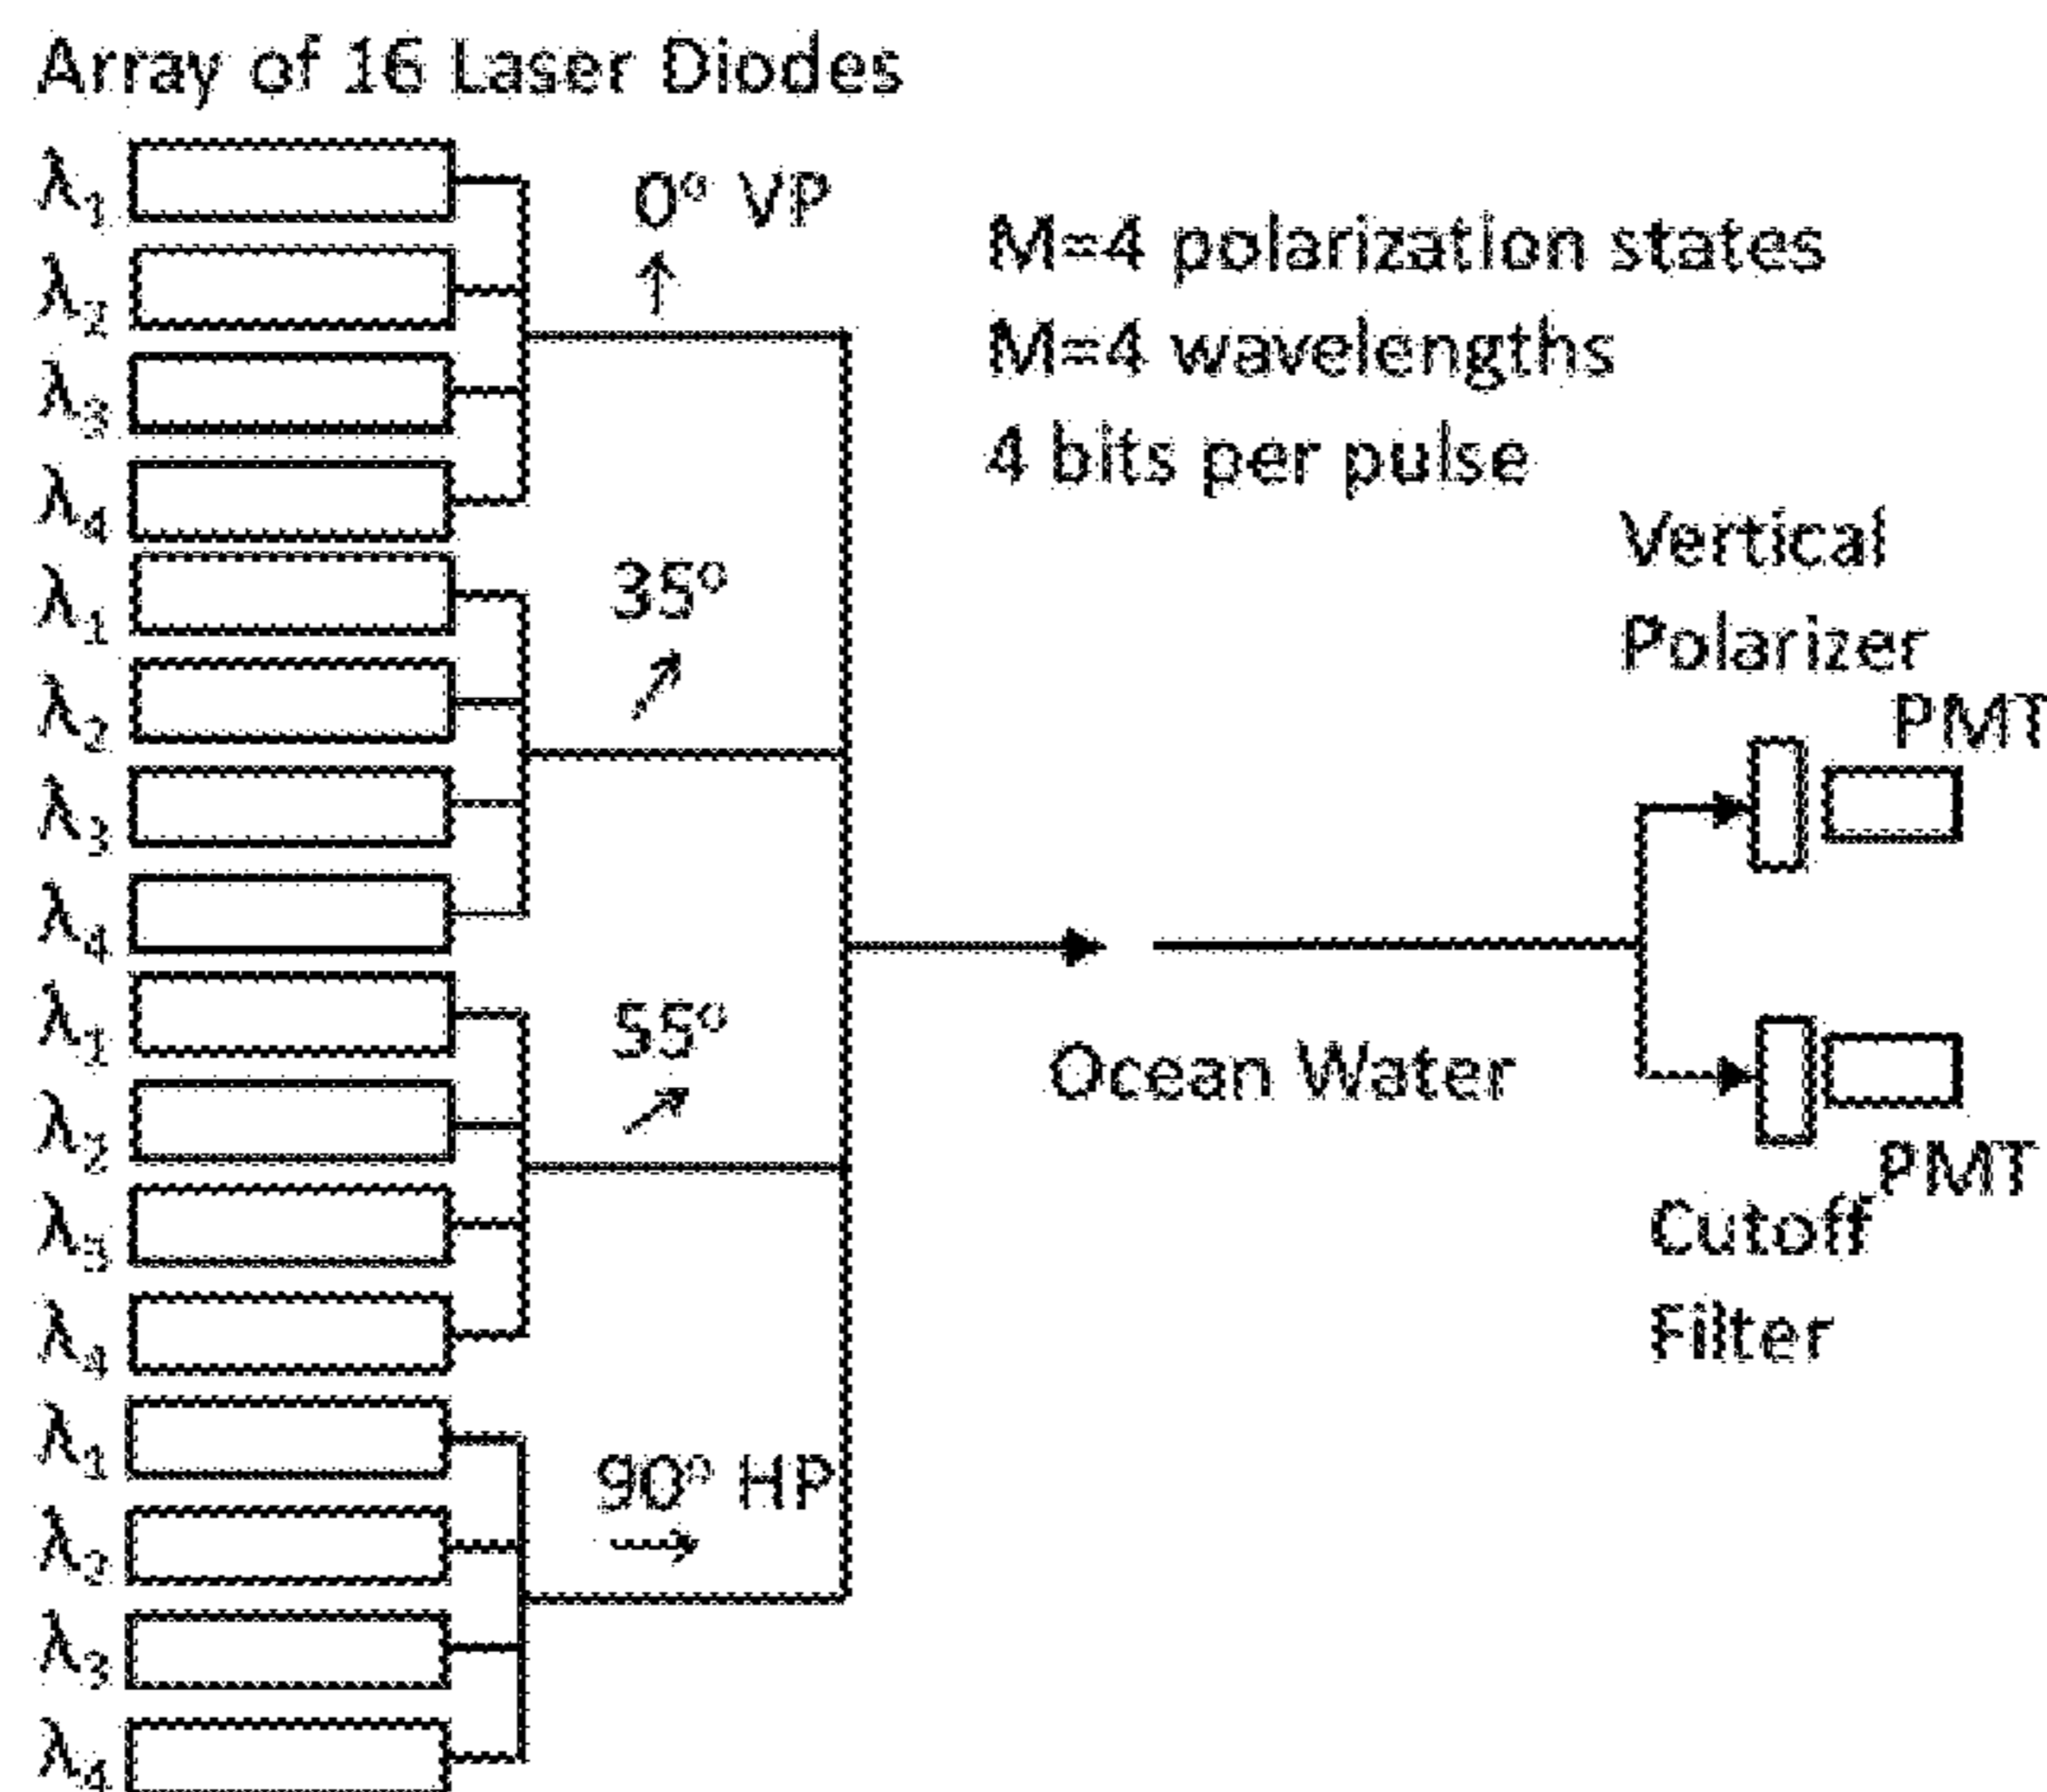 Array of 16 Laser Diodes
λ1
λ2
λ3
λ4
λ1
λ2
λ3
λ4
λ1
λ2
λ3
λ4
λ1
λ2
λ3
λ4
0° VP
35°
55°
90° HP
M=4 polarization states
M=4 wavelengths
4 bits per pulse
Ocean Water
Vertical
Polarizer
PMT
PMT
Cutoff
Filter